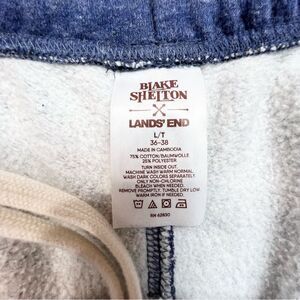 BLAKE
SHELTON
LANDS' END
L/T
36-38
MADE IN CAMBODIA
75% COTTON/BAUMWOLLE
25% POLYESTER
TURN INSIDE OUT.
MACHINE WASH WARM NORMAL.
WASH DARK COLORS SEPARATELY.
ONLY NON-CHLORINE
BLEACH WHEN NEEDED.
REMOVE PROMPTLY. TUMBLE DRY LOW.
WARM IRON IF NEEDED.
RN 62830